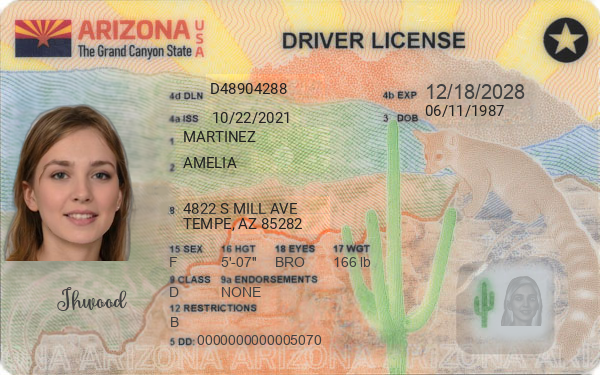 ARIZONA USA
The Grand Canyon State
DRIVER LICENSE
4d DLN D48904288
4b EXP 12/18/2028
4a ISS 10/22/2021
3 DOB 06/11/1987
1 MARTINEZ
2 AMELIA
8 4822 S MILL AVE
TEMPE, AZ 85282
15 SEX 16 HGT 18 EYES 17 WGT
F 5'-07" BRO 166 lb
9 CLASS 9a ENDORSEMENTS
D NONE
12 RESTRICTIONS
B
5 DD: 0000000000005070
Jhwood
ARIZONA ARIZONA ARIZONA ARIZONA